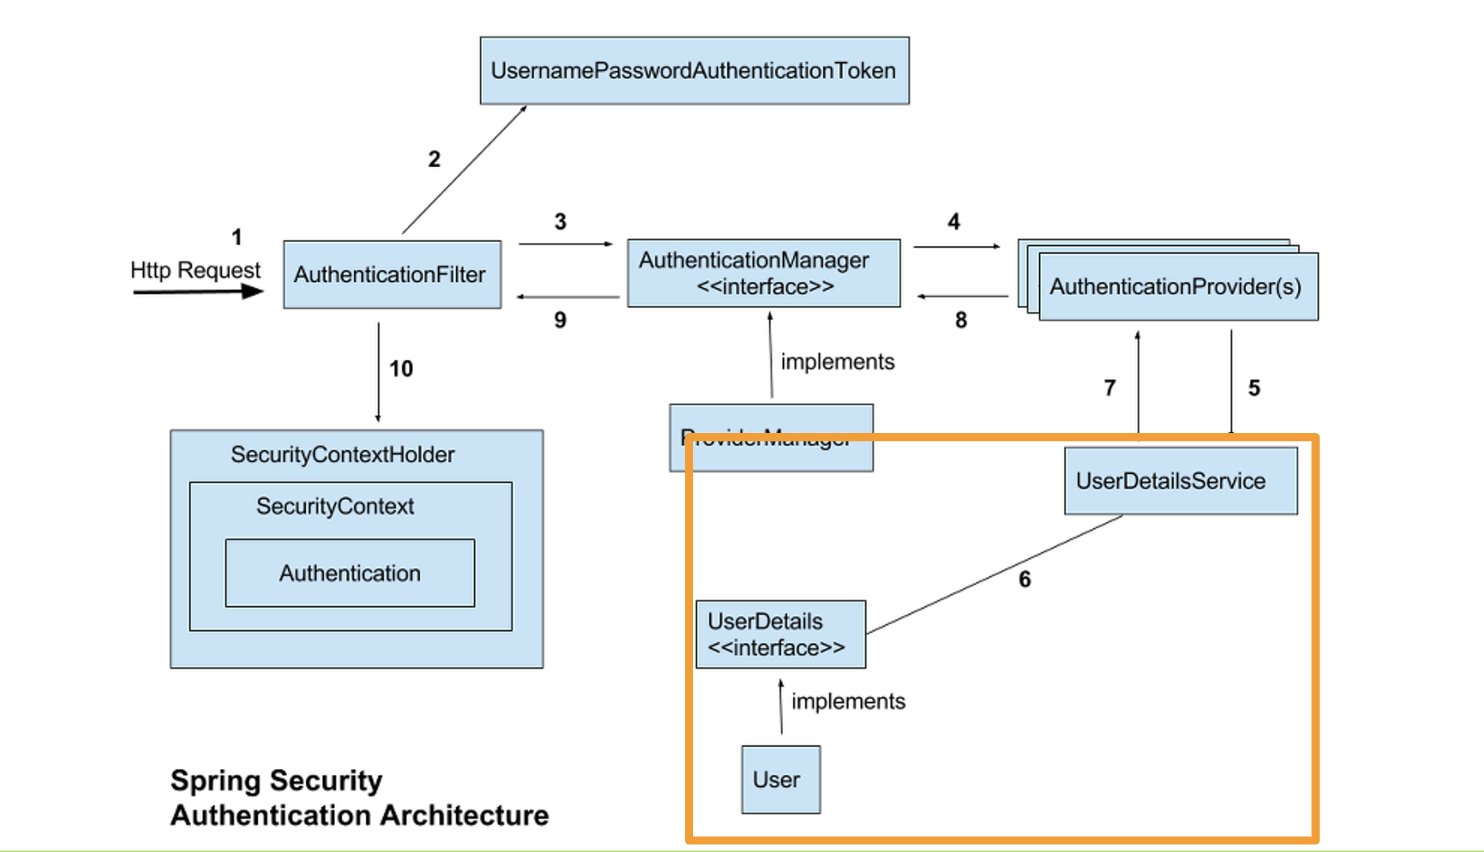 UsernamePasswordAuthenticationToken
2
1
Http Request
AuthenticationFilter
3
9
AuthenticationManager
<<interface>>
4
8
AuthenticationProvider(s)
implements
7
5
10
ProviderManager
SecurityContextHolder
SecurityContext
Authentication
UserDetailsService
6
UserDetails
<<interface>>
implements
User
Spring Security
Authentication Architecture